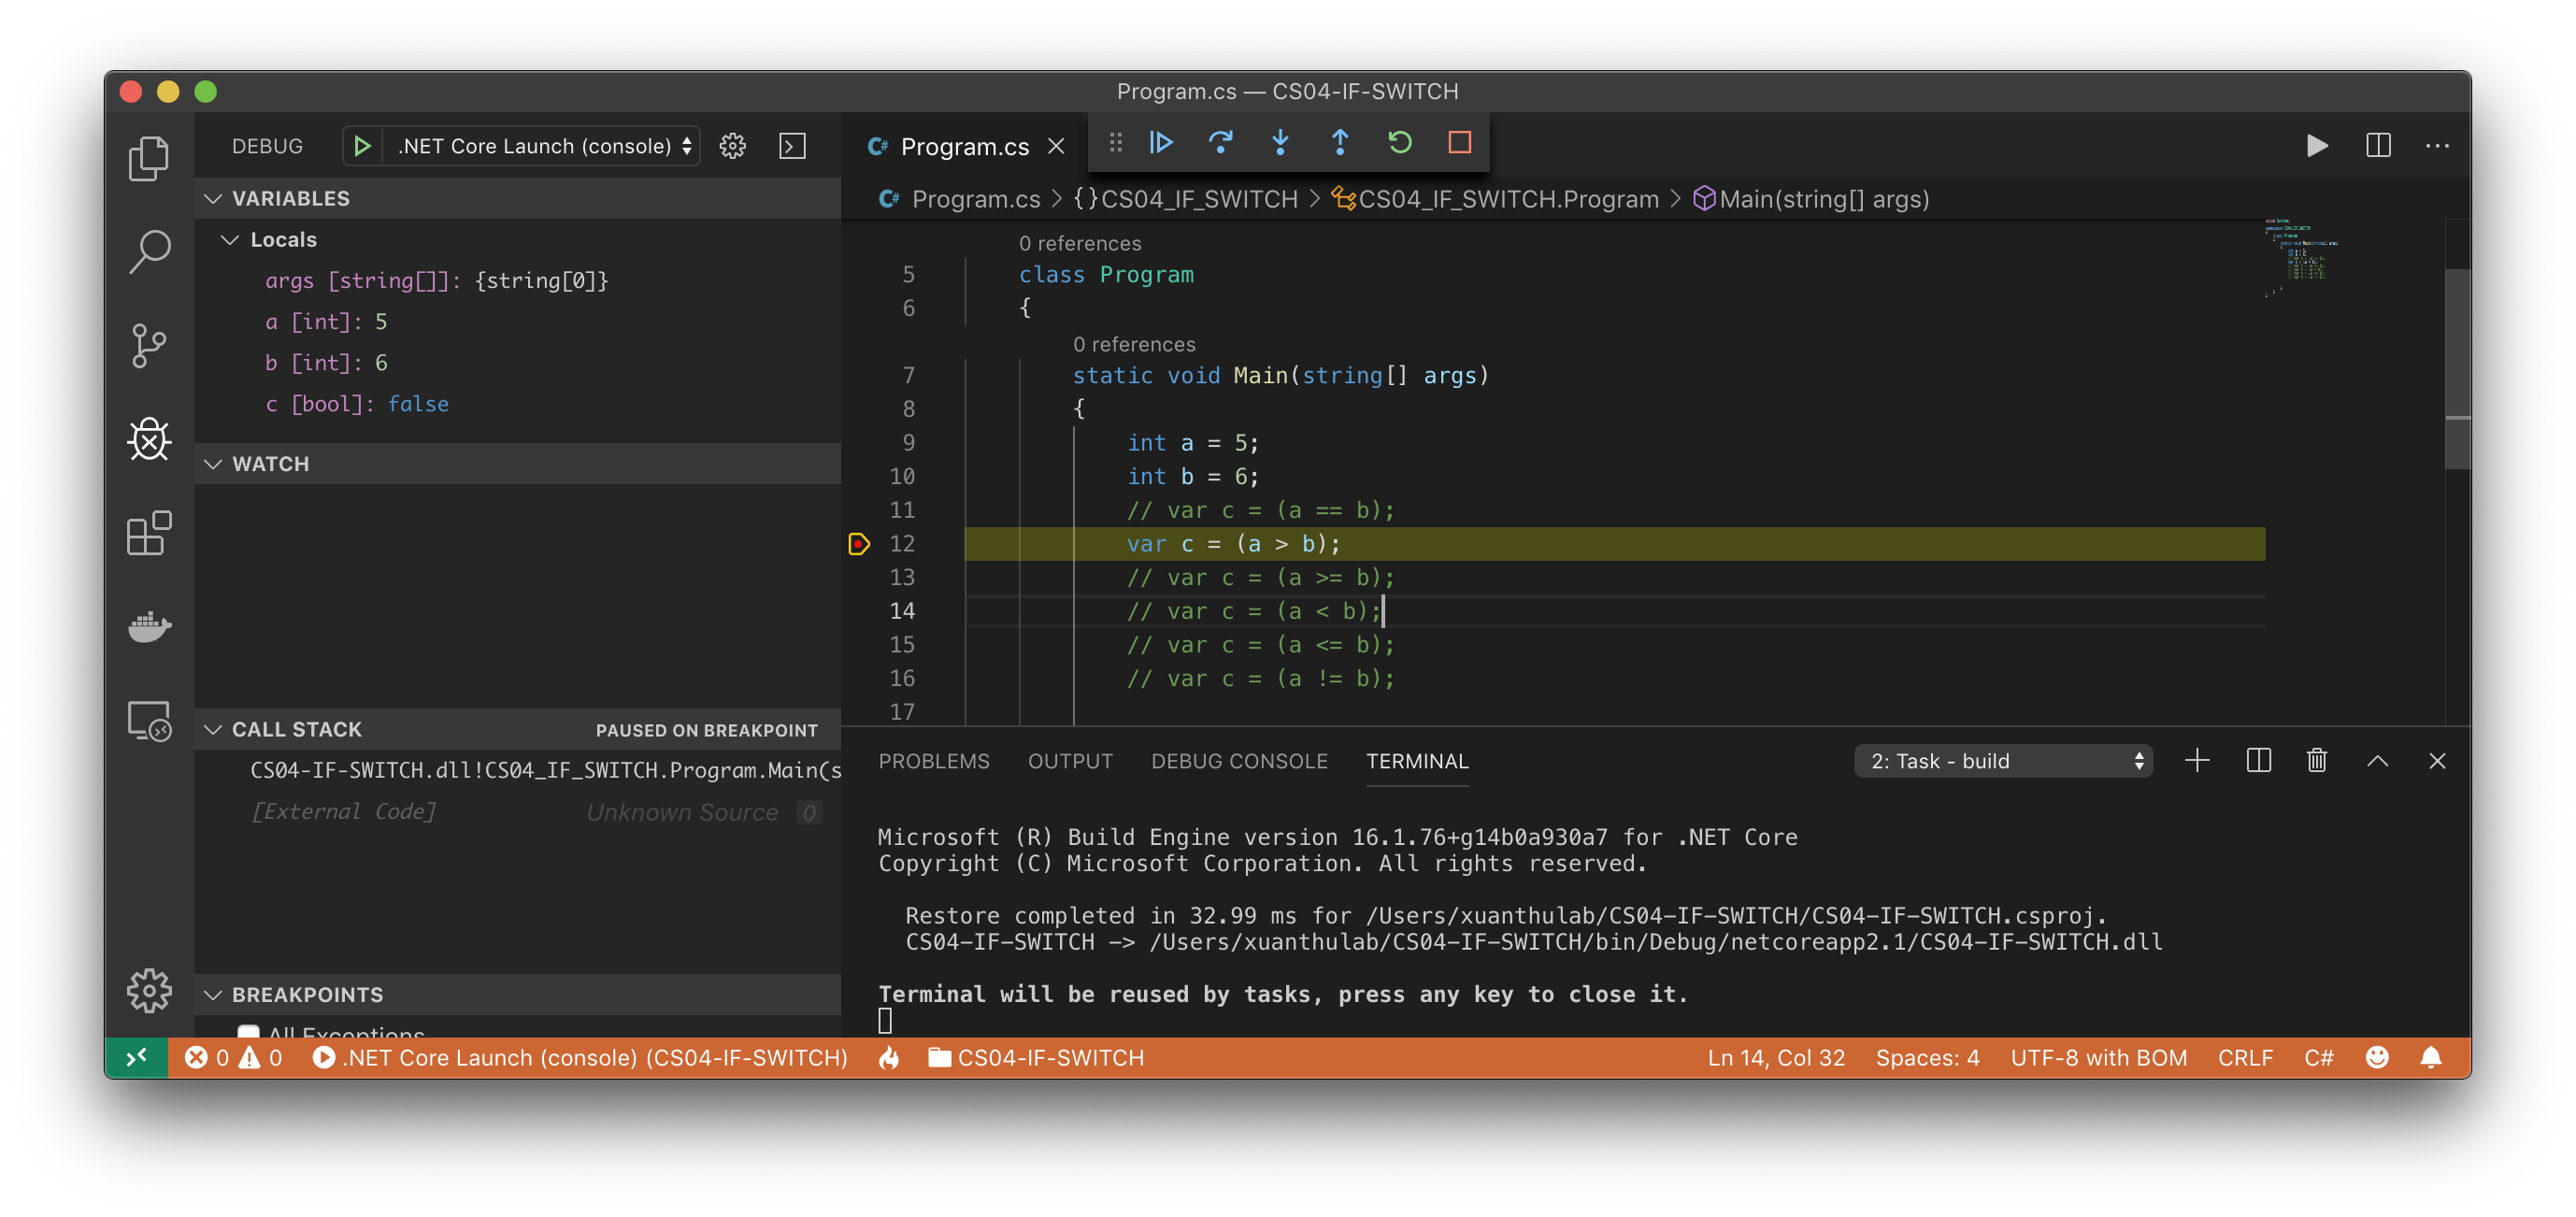 Program.cs — CS04-IF-SWITCH
DEBUG
.NET Core Launch (console)
VARIABLES
Locals
args [string[]]: {string[0]}
a [int]: 5
b [int]: 6
c [bool]: false
WATCH
CALL STACK
PAUSED ON BREAKPOINT
CS04-IF-SWITCH.dll!CS04_IF_SWITCH.Program.Main(s
[External Code]
Unknown Source 0
BREAKPOINTS
All Exceptions
C# Program.cs
C# Program.cs > {} CS04_IF_SWITCH > CS04_IF_SWITCH.Program > Main(string[] args)
0 references
5 class Program
6 {
0 references
7 static void Main(string[] args)
8 {
9 int a = 5;
10 int b = 6;
11 // var c = (a == b);
12 var c = (a > b);
13 // var c = (a >= b);
14 // var c = (a < b);
15 // var c = (a <= b);
16 // var c = (a != b);
17
PROBLEMS OUTPUT DEBUG CONSOLE TERMINAL
2: Task - build
Microsoft (R) Build Engine version 16.1.76+g14b0a930a7 for .NET Core
Copyright (C) Microsoft Corporation. All rights reserved.
Restore completed in 32.99 ms for /Users/xuanthulab/CS04-IF-SWITCH/CS04-IF-SWITCH.csproj.
CS04-IF-SWITCH -> /Users/xuanthulab/CS04-IF-SWITCH/bin/Debug/netcoreapp2.1/CS04-IF-SWITCH.dll
Terminal will be reused by tasks, press any key to close it.
0 0 .NET Core Launch (console) (CS04-IF-SWITCH) CS04-IF-SWITCH
Ln 14, Col 32 Spaces: 4 UTF-8 with BOM CRLF C#